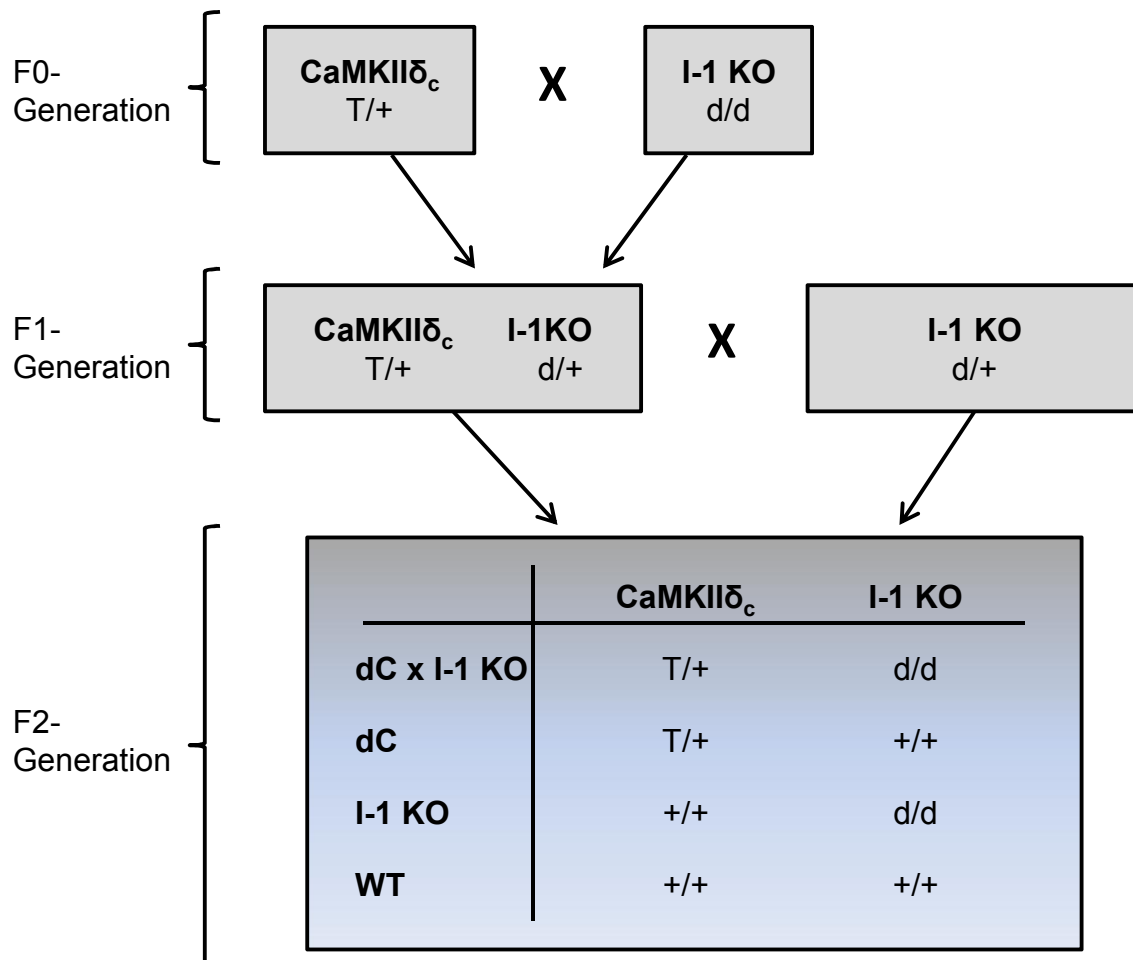 F0-
Generation
CaMKIIδc X I-1 KO
T/+ d/d
F1-
Generation
CaMKIIδc I-1KO X I-1 KO
T/+ d/+ d/+
F2-
Generation
CaMKIIδc I-1 KO
dC x I-1 KO T/+ d/d
dC T/+ +/+
I-1 KO +/+ d/d
WT +/+ +/+